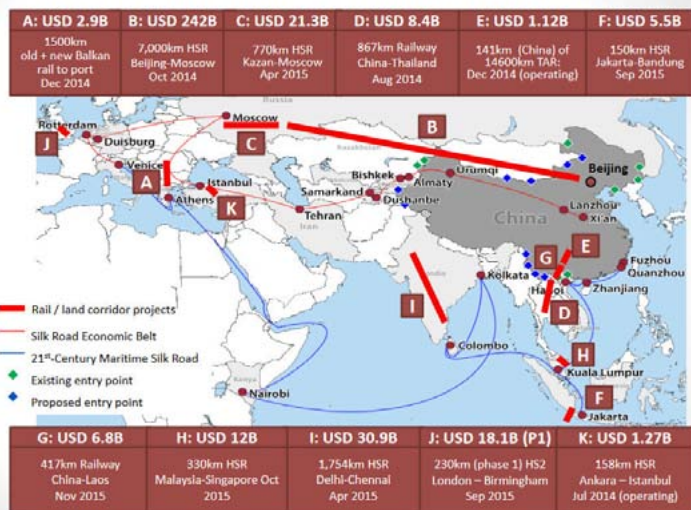 A: USD 2.9B
1500km
old + new Balkan
rail to port
Dec 2014
B: USD 242B
7,000km HSR
Beijing-Moscow
Oct 2014
C: USD 21.3B
770km HSR
Kazan-Moscow
Apr 2015
D: USD 8.4B
867km Railway
China-Thailand
Aug 2014
E: USD 1.12B
141km (China) of
14600km TAR:
Dec 2014 (operating)
F: USD 5.5B
150km HSR
Jakarta-Bandung
Sep 2015
Russia
Moscow
Rotterdam
J
Duisburg
B
C
Kazakhstan
Venice
A
Istanbul
Athens
K
Bishkek
Almaty
Urumqi
Samarkand
Dushanbe
Beijing
Tehran
Iran
Lanzhou
Xi'an
China
E
G
Fuzhou
Quanzhou
India
Kolkata
Hanoi
Zhanjiang
I
D
Rail / land corridor projects
Silk Road Economic Belt
21st-Century Maritime Silk Road
Existing entry point
Proposed entry point
Colombo
H
Kuala Lumpur
Kenya
Nairobi
F
Jakarta
G: USD 6.8B
417km Railway
China-Laos
Nov 2015
H: USD 12B
330km HSR
Malaysia-Singapore Oct
2015
I: USD 30.9B
1,754km HSR
Delhi-Chennai
Apr 2015
J: USD 18.1B (P1)
230km (phase 1) HS2
London – Birmingham
Sep 2015
K: USD 1.27B
158km HSR
Ankara – Istanbul
Jul 2014 (operating)